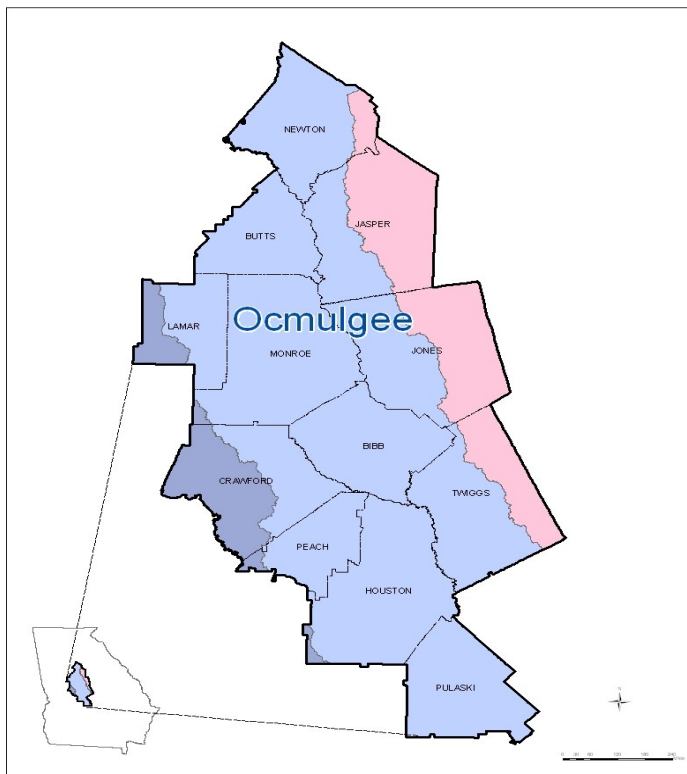 NEWTON
JASPER
BUTTS
Ocmulgee
LAMAR
MONROE
JONES
BIBB
CRAWFORD
TWIGGS
PEACH
HOUSTON
PULASKI